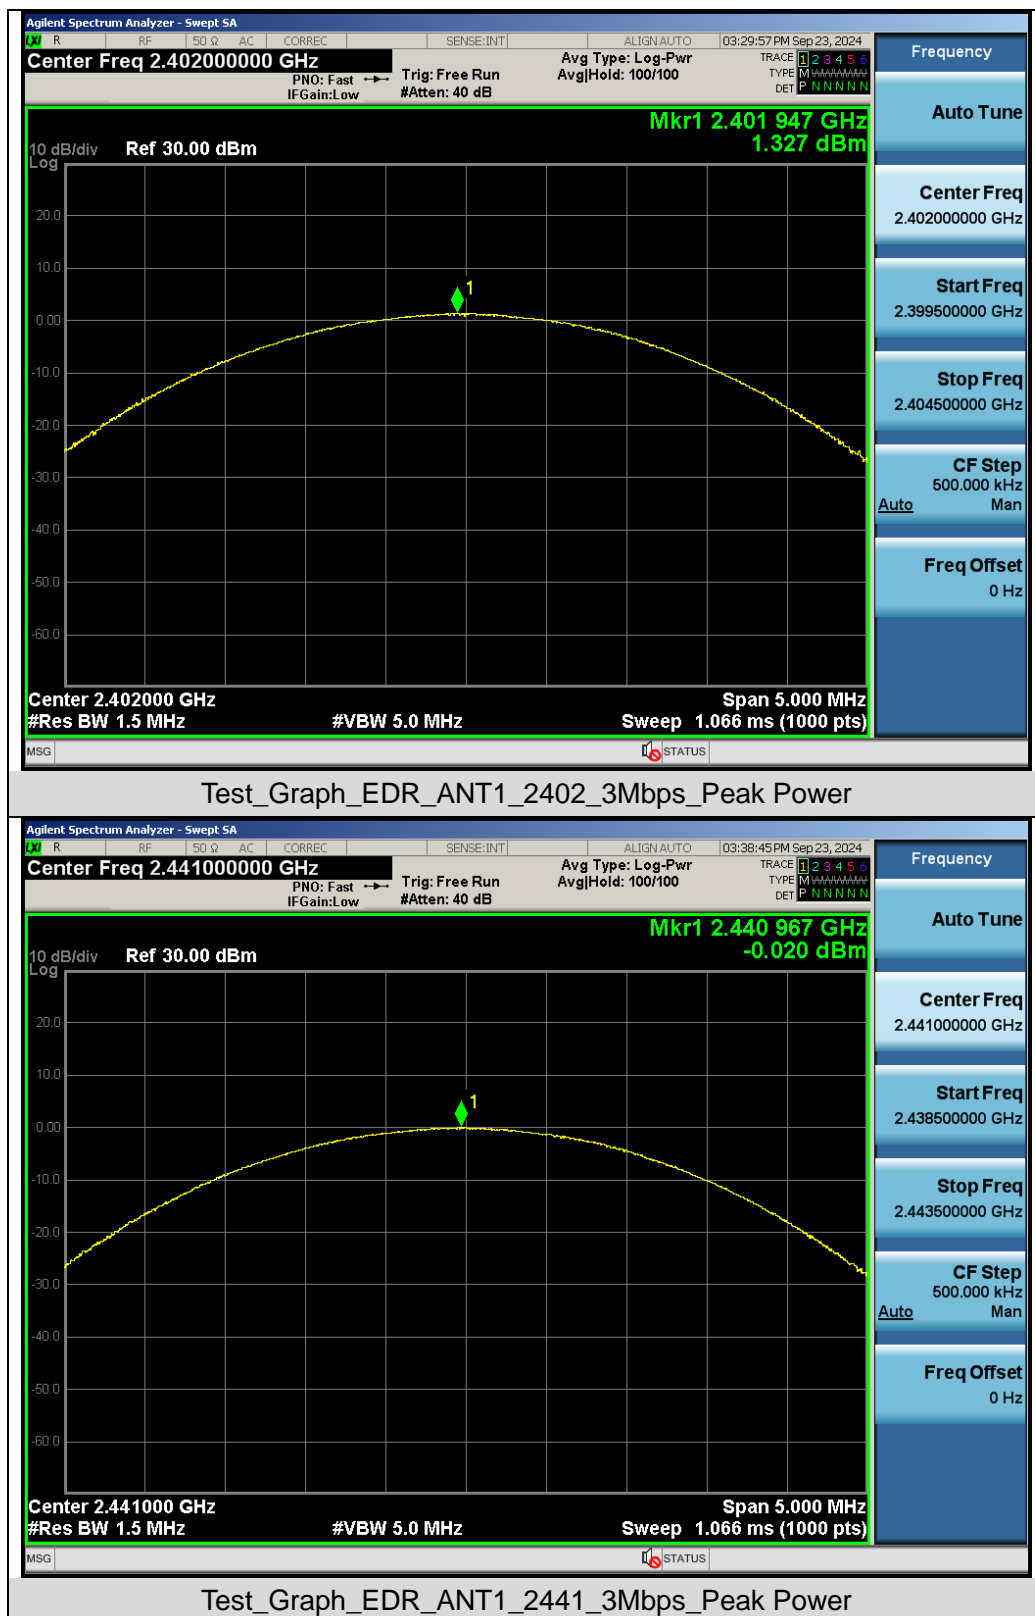 Agilent Spectrum Analyzer - Swept SA
LXI R RF 50 Ω AC CORREC SENSE:INT ALIGN AUTO 03:29:57 PM Sep 23, 2024
Center Freq 2.402000000 GHz
PNO: Fast
IFGain:Low
Trig: Free Run
#Atten: 40 dB
Avg Type: Log-Pwr
Avg|Hold: 100/100
TRACE 1 2 3 4 5 6
TYPE M
DET P N N N N N
Mkr1 2.401 947 GHz
1.327 dBm
10 dB/div Ref 30.00 dBm
Log
20.0
10.0
0.00
-10.0
-20.0
-30.0
-40.0
-50.0
-60.0
1
Center 2.402000 GHz Span 5.000 MHz
#Res BW 1.5 MHz #VBW 5.0 MHz Sweep 1.066 ms (1000 pts)
MSG STATUS
Frequency
Auto Tune
Center Freq
2.402000000 GHz
Start Freq
2.399500000 GHz
Stop Freq
2.404500000 GHz
CF Step
500.000 kHz
Auto Man
Freq Offset
0 Hz
Test_Graph_EDR_ANT1_2402_3Mbps_Peak Power
Agilent Spectrum Analyzer - Swept SA
LXI R RF 50 Ω AC CORREC SENSE:INT ALIGN AUTO 03:38:45 PM Sep 23, 2024
Center Freq 2.441000000 GHz
PNO: Fast
IFGain:Low
Trig: Free Run
#Atten: 40 dB
Avg Type: Log-Pwr
Avg|Hold: 100/100
TRACE 1 2 3 4 5 6
TYPE M
DET P N N N N N
Mkr1 2.440 967 GHz
-0.020 dBm
10 dB/div Ref 30.00 dBm
Log
20.0
10.0
0.00
-10.0
-20.0
-30.0
-40.0
-50.0
-60.0
1
Center 2.441000 GHz Span 5.000 MHz
#Res BW 1.5 MHz #VBW 5.0 MHz Sweep 1.066 ms (1000 pts)
MSG STATUS
Frequency
Auto Tune
Center Freq
2.441000000 GHz
Start Freq
2.438500000 GHz
Stop Freq
2.443500000 GHz
CF Step
500.000 kHz
Auto Man
Freq Offset
0 Hz
Test_Graph_EDR_ANT1_2441_3Mbps_Peak Power